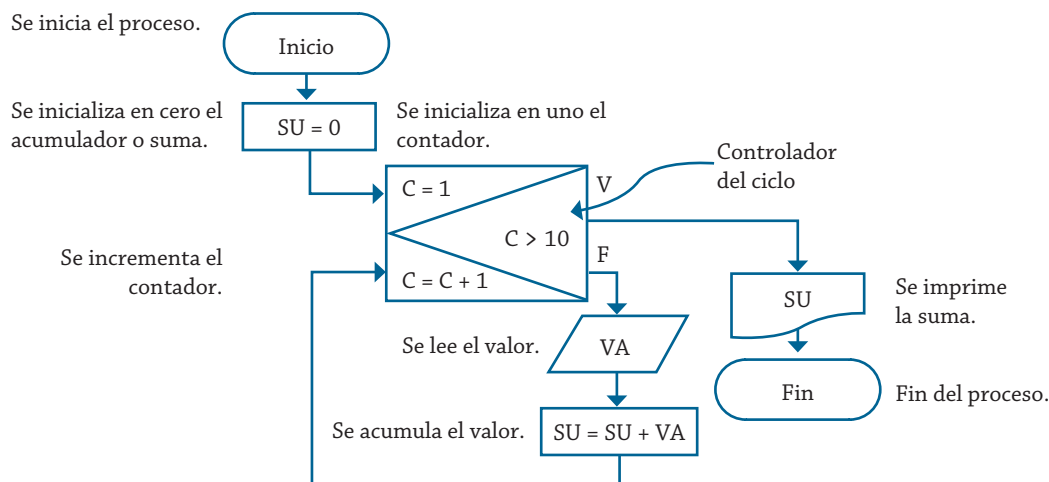 Se inicia el proceso.
Inicio
Se inicializa en cero el
acumulador o suma.
SU = 0
Se inicializa en uno el
contador.
Controlador
del ciclo
C = 1
V
C > 10
F
C = C + 1
Se incrementa el
contador.
SU
Se imprime
la suma.
Se lee el valor.
VA
Fin
Fin del proceso.
Se acumula el valor.
SU = SU + VA